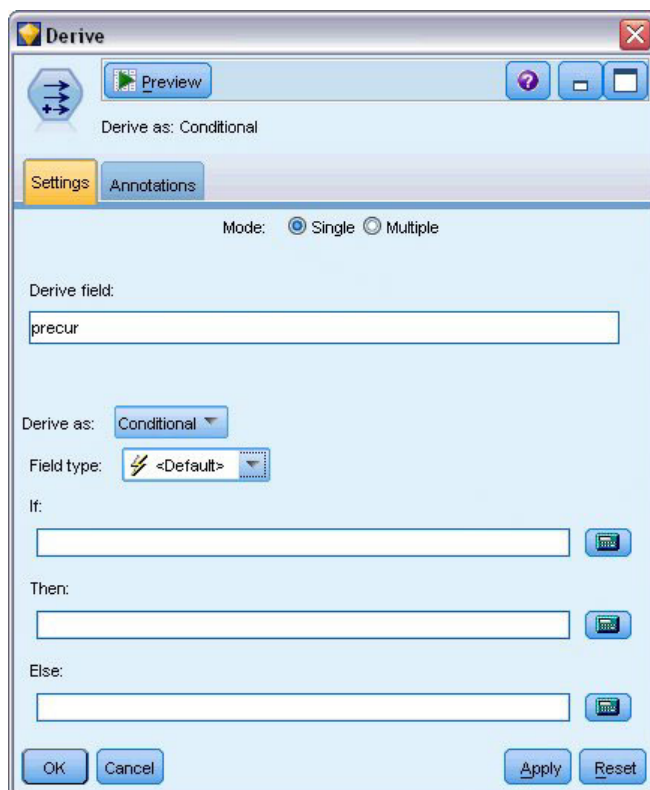 Derive
Preview
?
Derive as: Conditional
Settings Annotations
Mode: Single Multiple
Derive field:
precur
Derive as: Conditional
Field type: <Default>
If:
Then:
Else:
OK Cancel Apply Reset